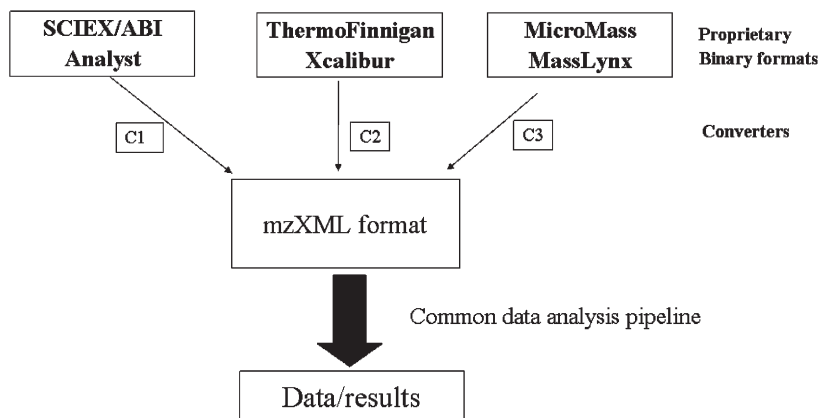 SCIEX/ABI
Analyst
ThermoFinnigan
Xcalibur
MicroMass
MassLynx
Proprietary
Binary formats
C1
C2
C3
Converters
mzXML format
Common data analysis pipeline
Data/results